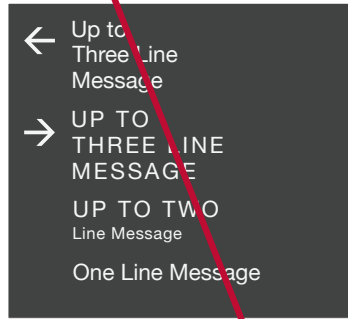 Up to
Three Line
Message
UP TO
THREE LINE
MESSAGE
UP TO TWO
Line Message
One Line Message